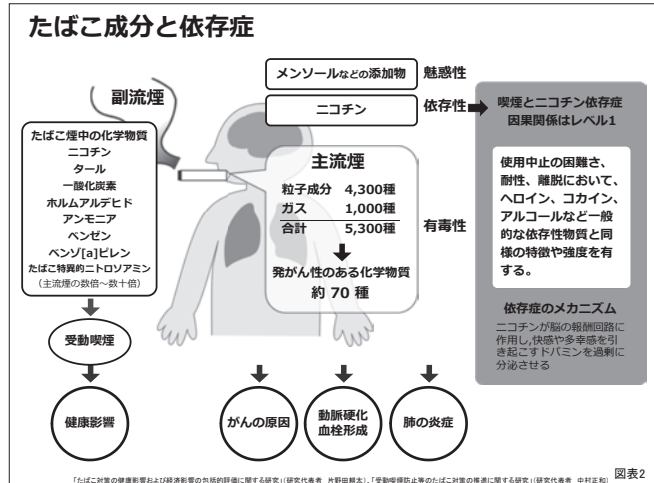 たばこ成分と依存症
メンソールなどの添加物 魅惑性
ニコチン 依存性
副流煙
たばこ煙中の化学物質
ニコチン
タール
一酸化炭素
ホルムアルデヒド
アンモニア
ベンゼン
ベンゾ[a]ピレン
たばこ特異的ニトロソアミン
(主流煙の数倍~数十倍)
受動喫煙
健康影響
主流煙
粒子成分 4,300種
ガス 1,000種
合計 5,300種
有毒性
発がん性のある化学物質
約 70 種
がんの原因
動脈硬化
血栓形成
肺の炎症
喫煙とニコチン依存症
因果関係はレベル1
使用中止の困難さ、
耐性、離脱において、
ヘロイン、コカイン、
アルコールなど一般
的な依存性物質と同
様の特徴や強度を有
する。
依存症のメカニズム
ニコチンが脳の報酬回路に
作用し,快感や多幸感を引
き起こすドパミンを過剰に
分泌させる
「たばこ対策の健康影響および経済影響の包括的評価に関する研究」(研究代表者 片野田耕太)、「受動喫煙防止等のたばこ対策の推進に関する研究」(研究代表者 中村正和)
図表2